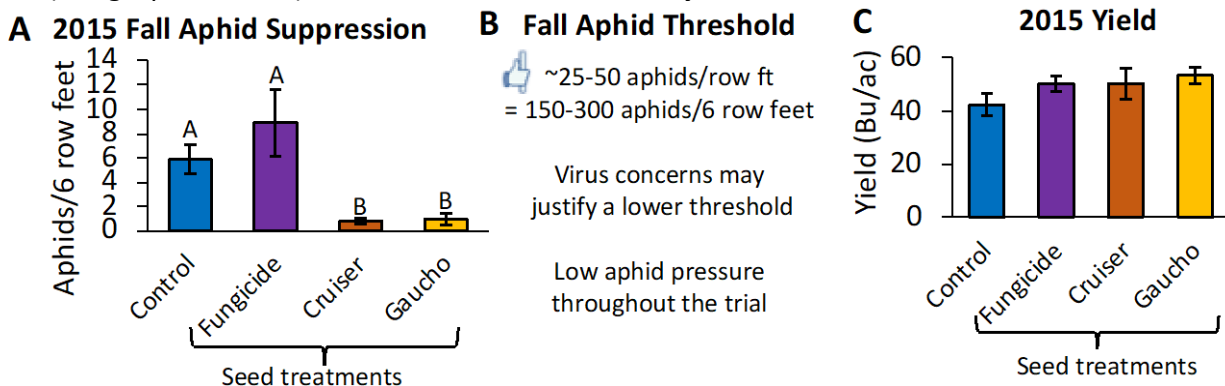 A 2015 Fall Aphid Suppression
Aphids/6 row feet
14
12
10
8
6
4
2
0
A
A
B
B
Control
Fungicide
Cruiser
Gaucho
Seed treatments
B Fall Aphid Threshold
~25-50 aphids/row ft
= 150-300 aphids/6 row feet
Virus concerns may
justify a lower threshold
Low aphid pressure
throughout the trial
C 2015 Yield
Yield (Bu/ac)
60
40
20
0
Control
Fungicide
Cruiser
Gaucho
Seed treatments